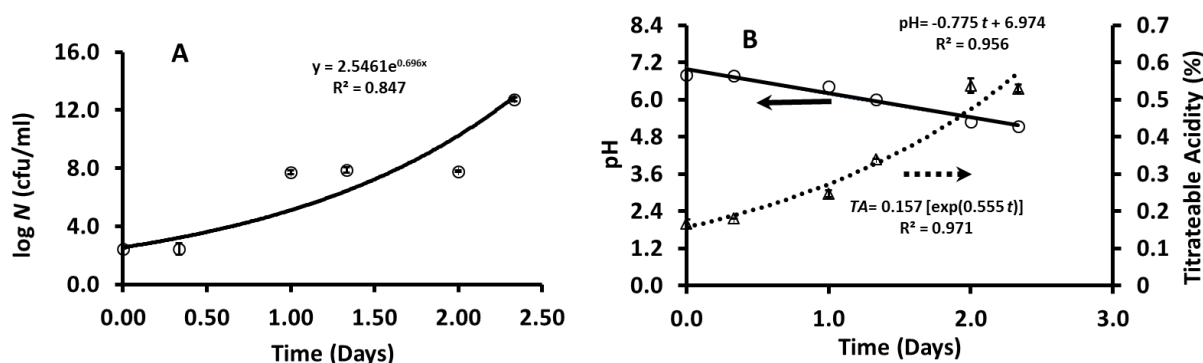 A
y = 2.5461e^0.696x
R² = 0.847
log N (cfu/ml)
16.0
12.0
8.0
4.0
0.0
0.00 0.50 1.00 1.50 2.00 2.50
Time (Days)
B
pH= -0.775 t + 6.974
R² = 0.956
pH
8.4
7.2
6.0
4.8
3.6
2.4
1.2
0.0
TA= 0.157 [exp(0.555 t)]
R² = 0.971
0.7
0.6
0.5
0.4
0.3
0.2
0.1
0
Titrateable Acidity (%)
0.0 1.0 2.0 3.0
Time (Days)